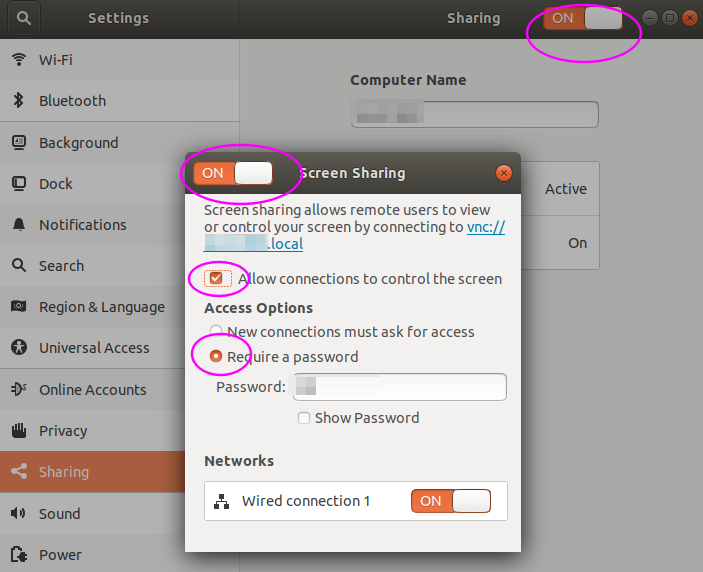 Settings
Sharing
ON
Wi-Fi
Bluetooth
Background
Dock
Notifications
Search
Region & Language
Universal Access
Online Accounts
Privacy
Sharing
Sound
Power
Computer Name
Active
On
ON
Screen Sharing
Screen sharing allows remote users to view
or control your screen by connecting to vnc://
.local
Allow connections to control the screen
Access Options
New connections must ask for access
Require a password
Password:
Show Password
Networks
Wired connection 1
ON